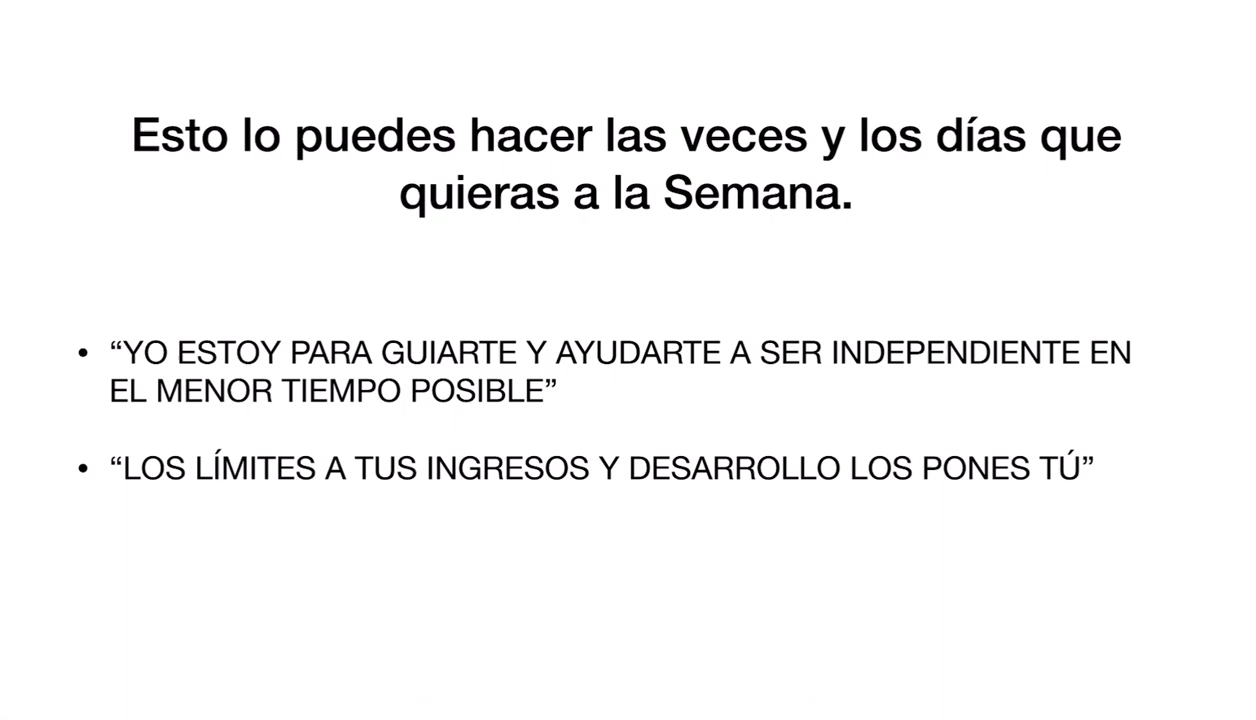 Esto lo puedes hacer las veces y los días que
quieras a la Semana.
• “YO ESTOY PARA GUIARTE Y AYUDARTE A SER INDEPENDIENTE EN
EL MENOR TIEMPO POSIBLE”
• “LOS LÍMITES A TUS INGRESOS Y DESARROLLO LOS PONES TÚ”